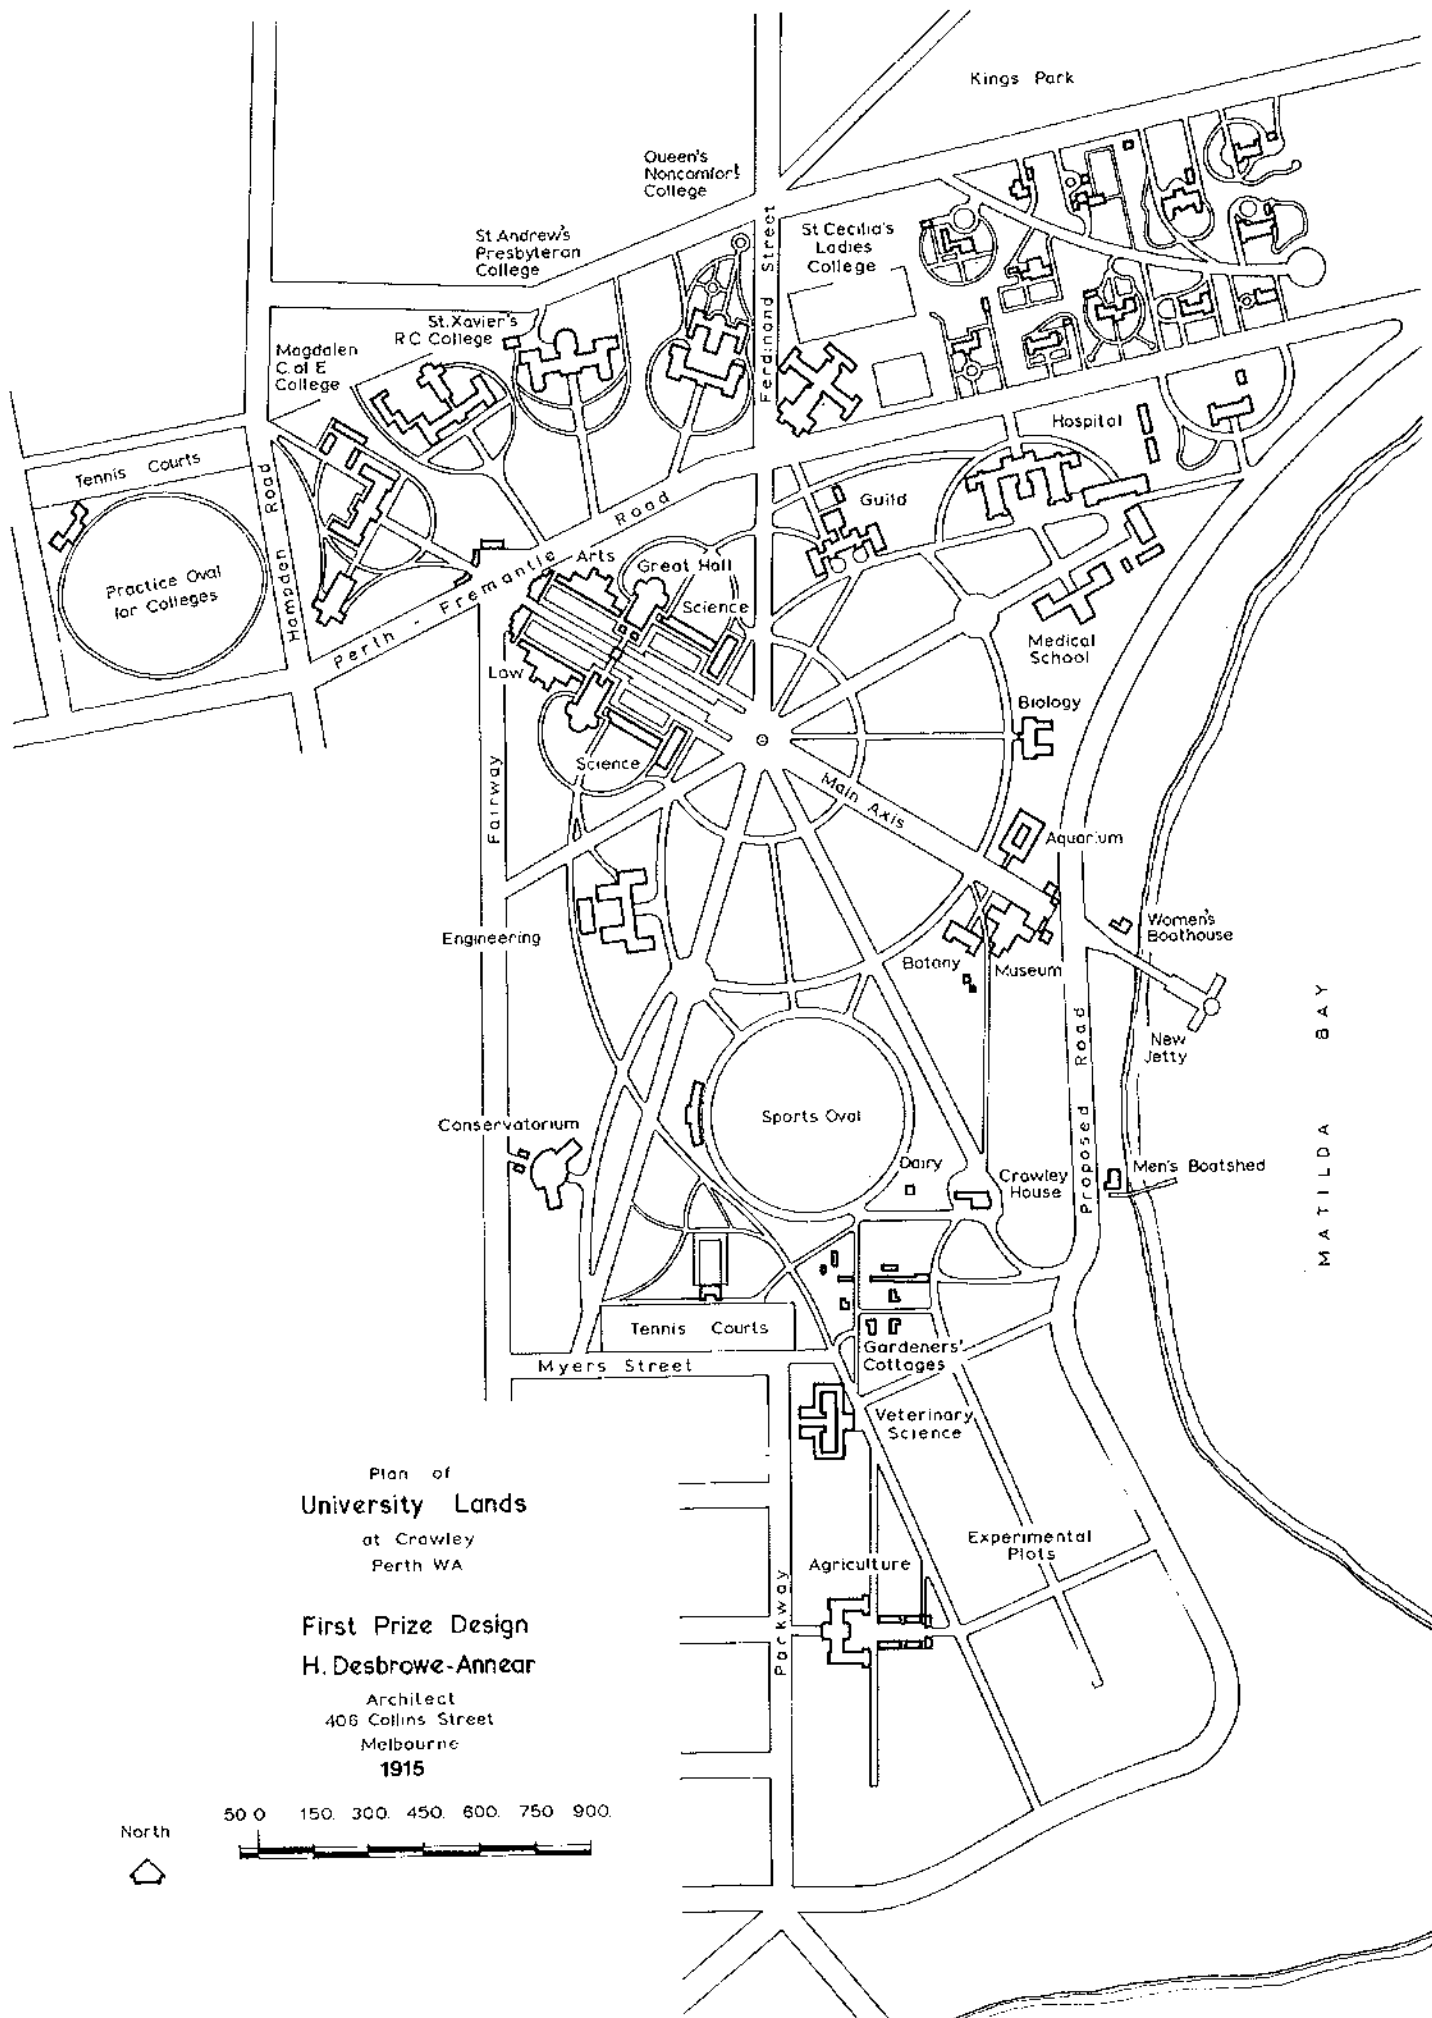 Kings Park
Queen's
Noncomfort
College
St Andrew's
Presbyteran
College
Ferdinand Street
St Cecilia's
Ladies
College
St. Xavier's
R C College
Magdalen
C. of E
College
Hospital
Tennis Courts
Hampden Road
Practice Oval
for Colleges
Perth - Fremantle Road
Guild
Arts
Great Hall
Science
Medical
School
Law
Biology
Science
Fairway
Main Axis
Aquarium
Engineering
Women's
Boathouse
Botany
Museum
New
Jetty
MATILDA BAY
Proposed Road
Conservatorium
Sports Oval
Dairy
Crawley
House
Men's Boatshed
Tennis Courts
Myers Street
Gardeners'
Cottages
Veterinary
Science
Plan of
University Lands
at Crawley
Perth WA
Experimental
Plots
Agriculture
Parkway
First Prize Design
H. Desbrowe-Annear
Architect
406 Collins Street
Melbourne
1915
50 0 150. 300. 450. 600. 750 900.
North